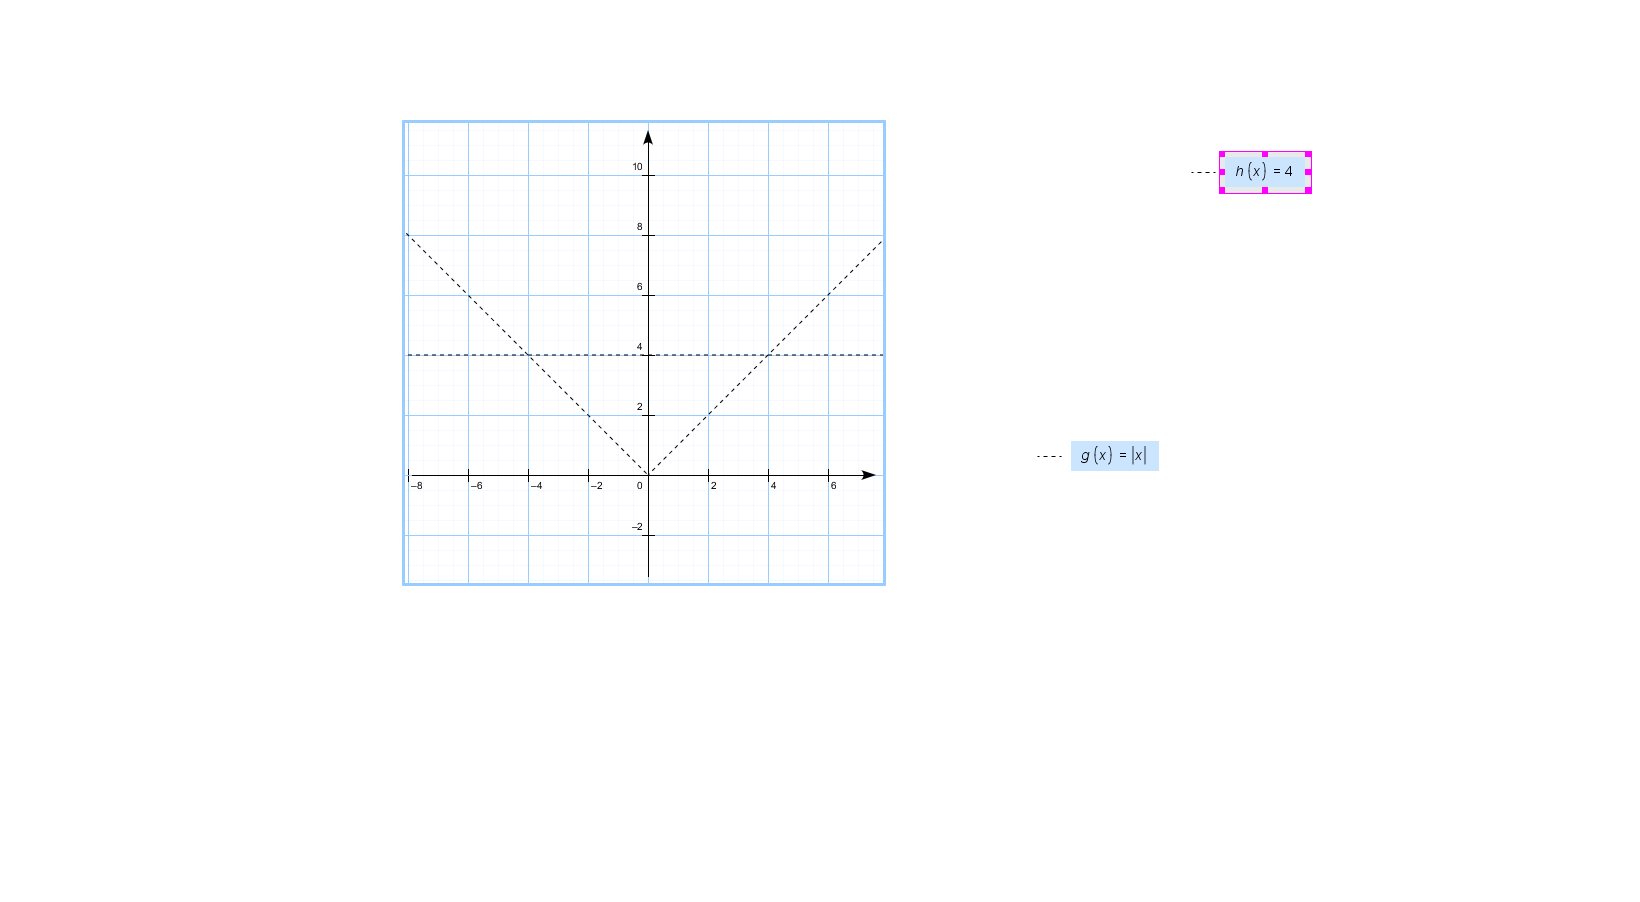 10
8
6
4
2
–8 –6 –4 –2 0 2 4 6
–2
h(x) = 4
g(x) = |x|